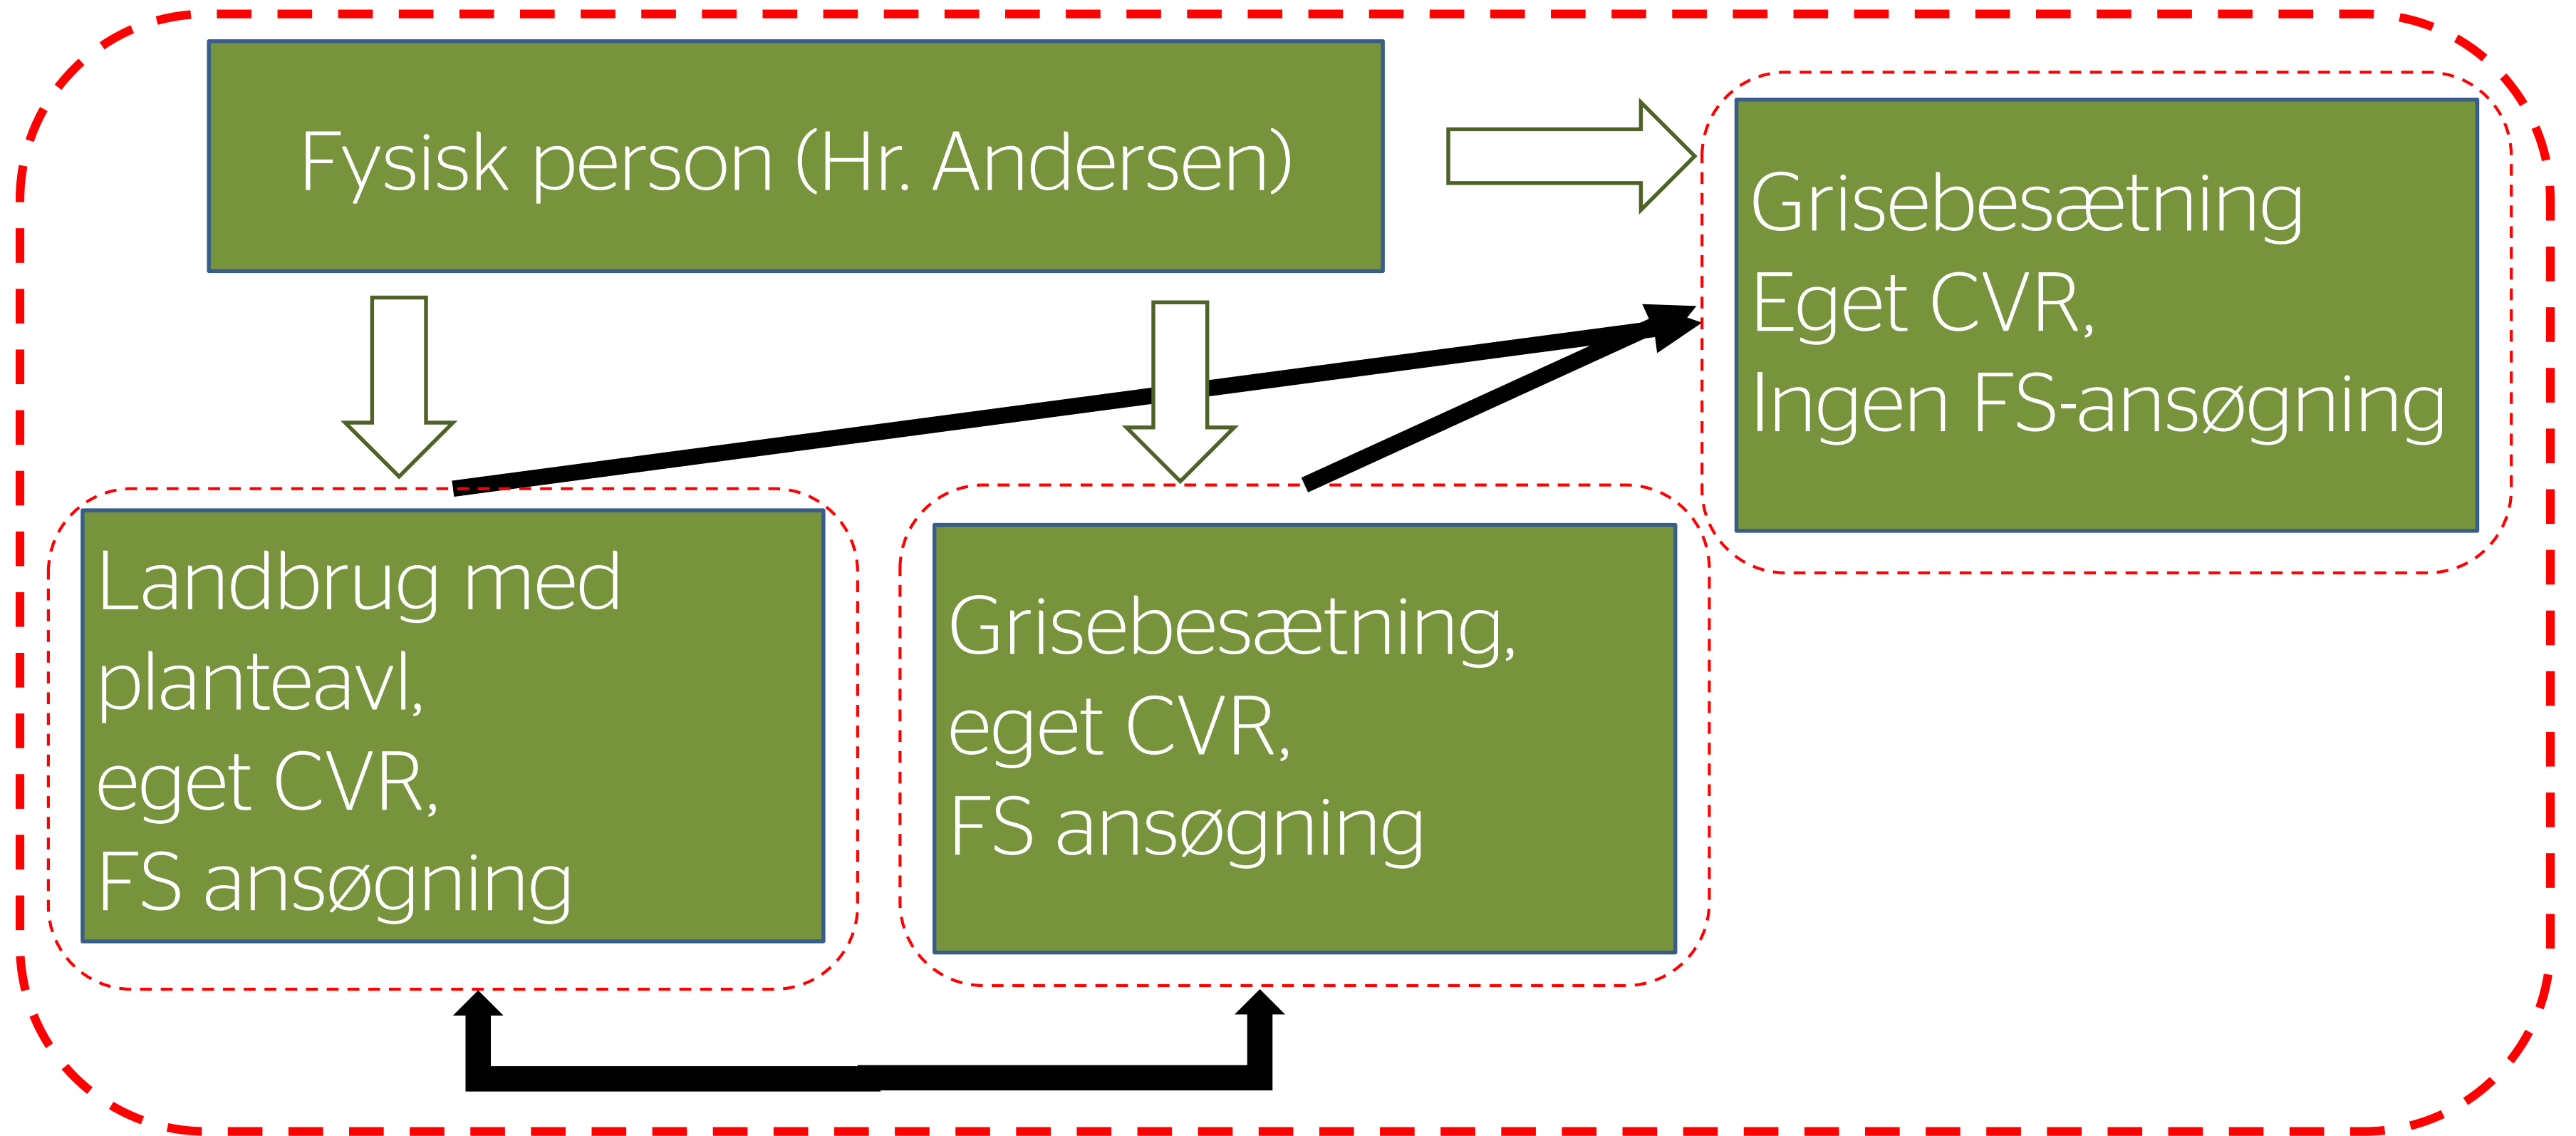 Fysisk person (Hr. Andersen)
Grisebesætning
Eget CVR,
Ingen FS-ansøgning
Landbrug med
planteavl,
eget CVR,
FS ansøgning
Grisebesætning,
eget CVR,
FS ansøgning